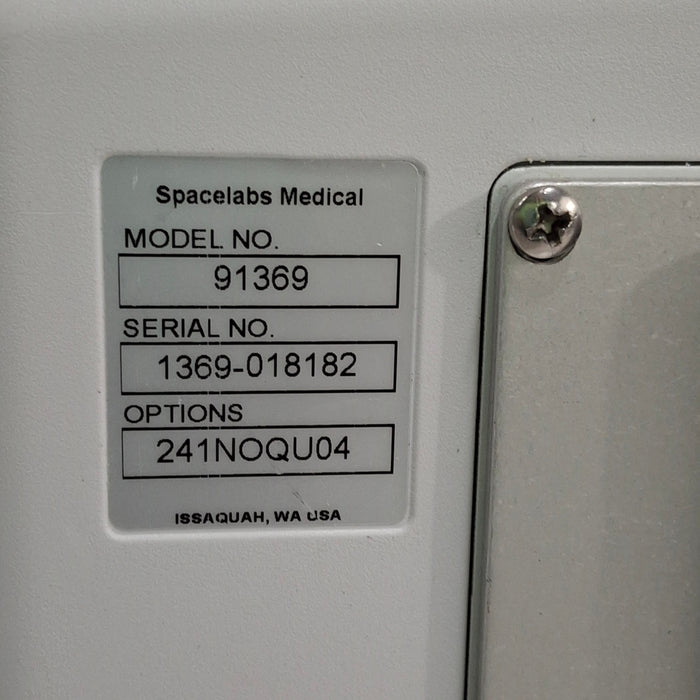 Spacelabs Medical
MODEL NO.
91369
SERIAL NO.
1369-018182
OPTIONS
241NOQU04
ISSAQUAH, WA USA